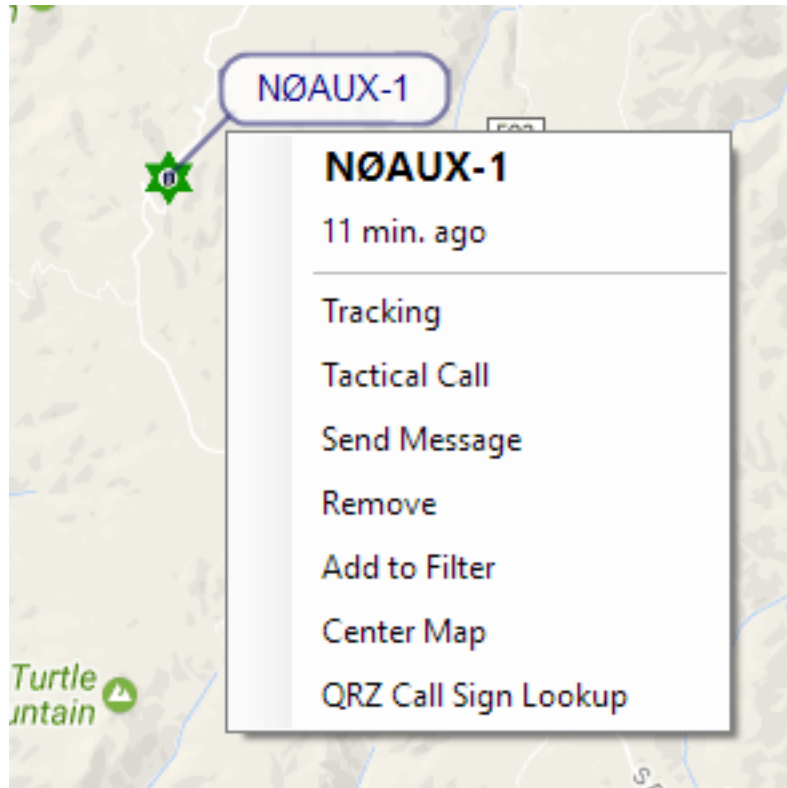 NØAUX-1
NØAUX-1
11 min. ago
Tracking
Tactical Call
Send Message
Remove
Add to Filter
Center Map
QRZ Call Sign Lookup
Turtle